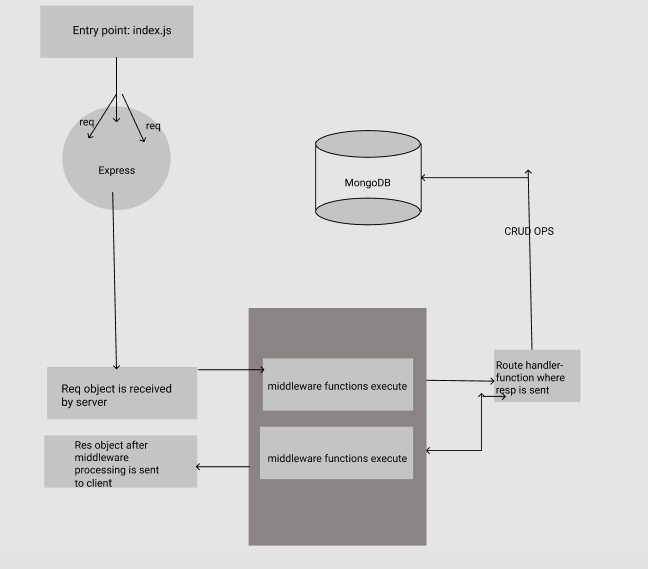 Entry point: index.js
req
req
Express
MongoDB
CRUD OPS
Req object is received
by server
middleware functions execute
Route handler-
function where
resp is sent
Res object after
middleware
processing is sent
to client
middleware functions execute